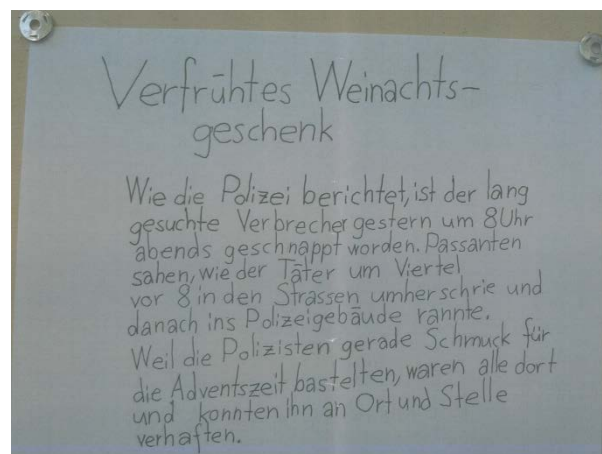 Verfrühtes Weinachts-
geschenk
Wie die Polizei berichtet, ist der lang
gesuchte Verbrecher gestern um 8 Uhr
abends geschnappt worden. Passanten
sahen, wie der Täter um Viertel
vor 8 in den Strassen umherschrie und
danach ins Polizeigebäude rannte.
Weil die Polizisten gerade Schmuck für
die Adventszeit bastelten, waren alle dort
und konnten ihn an Ort und Stelle
verhaften.